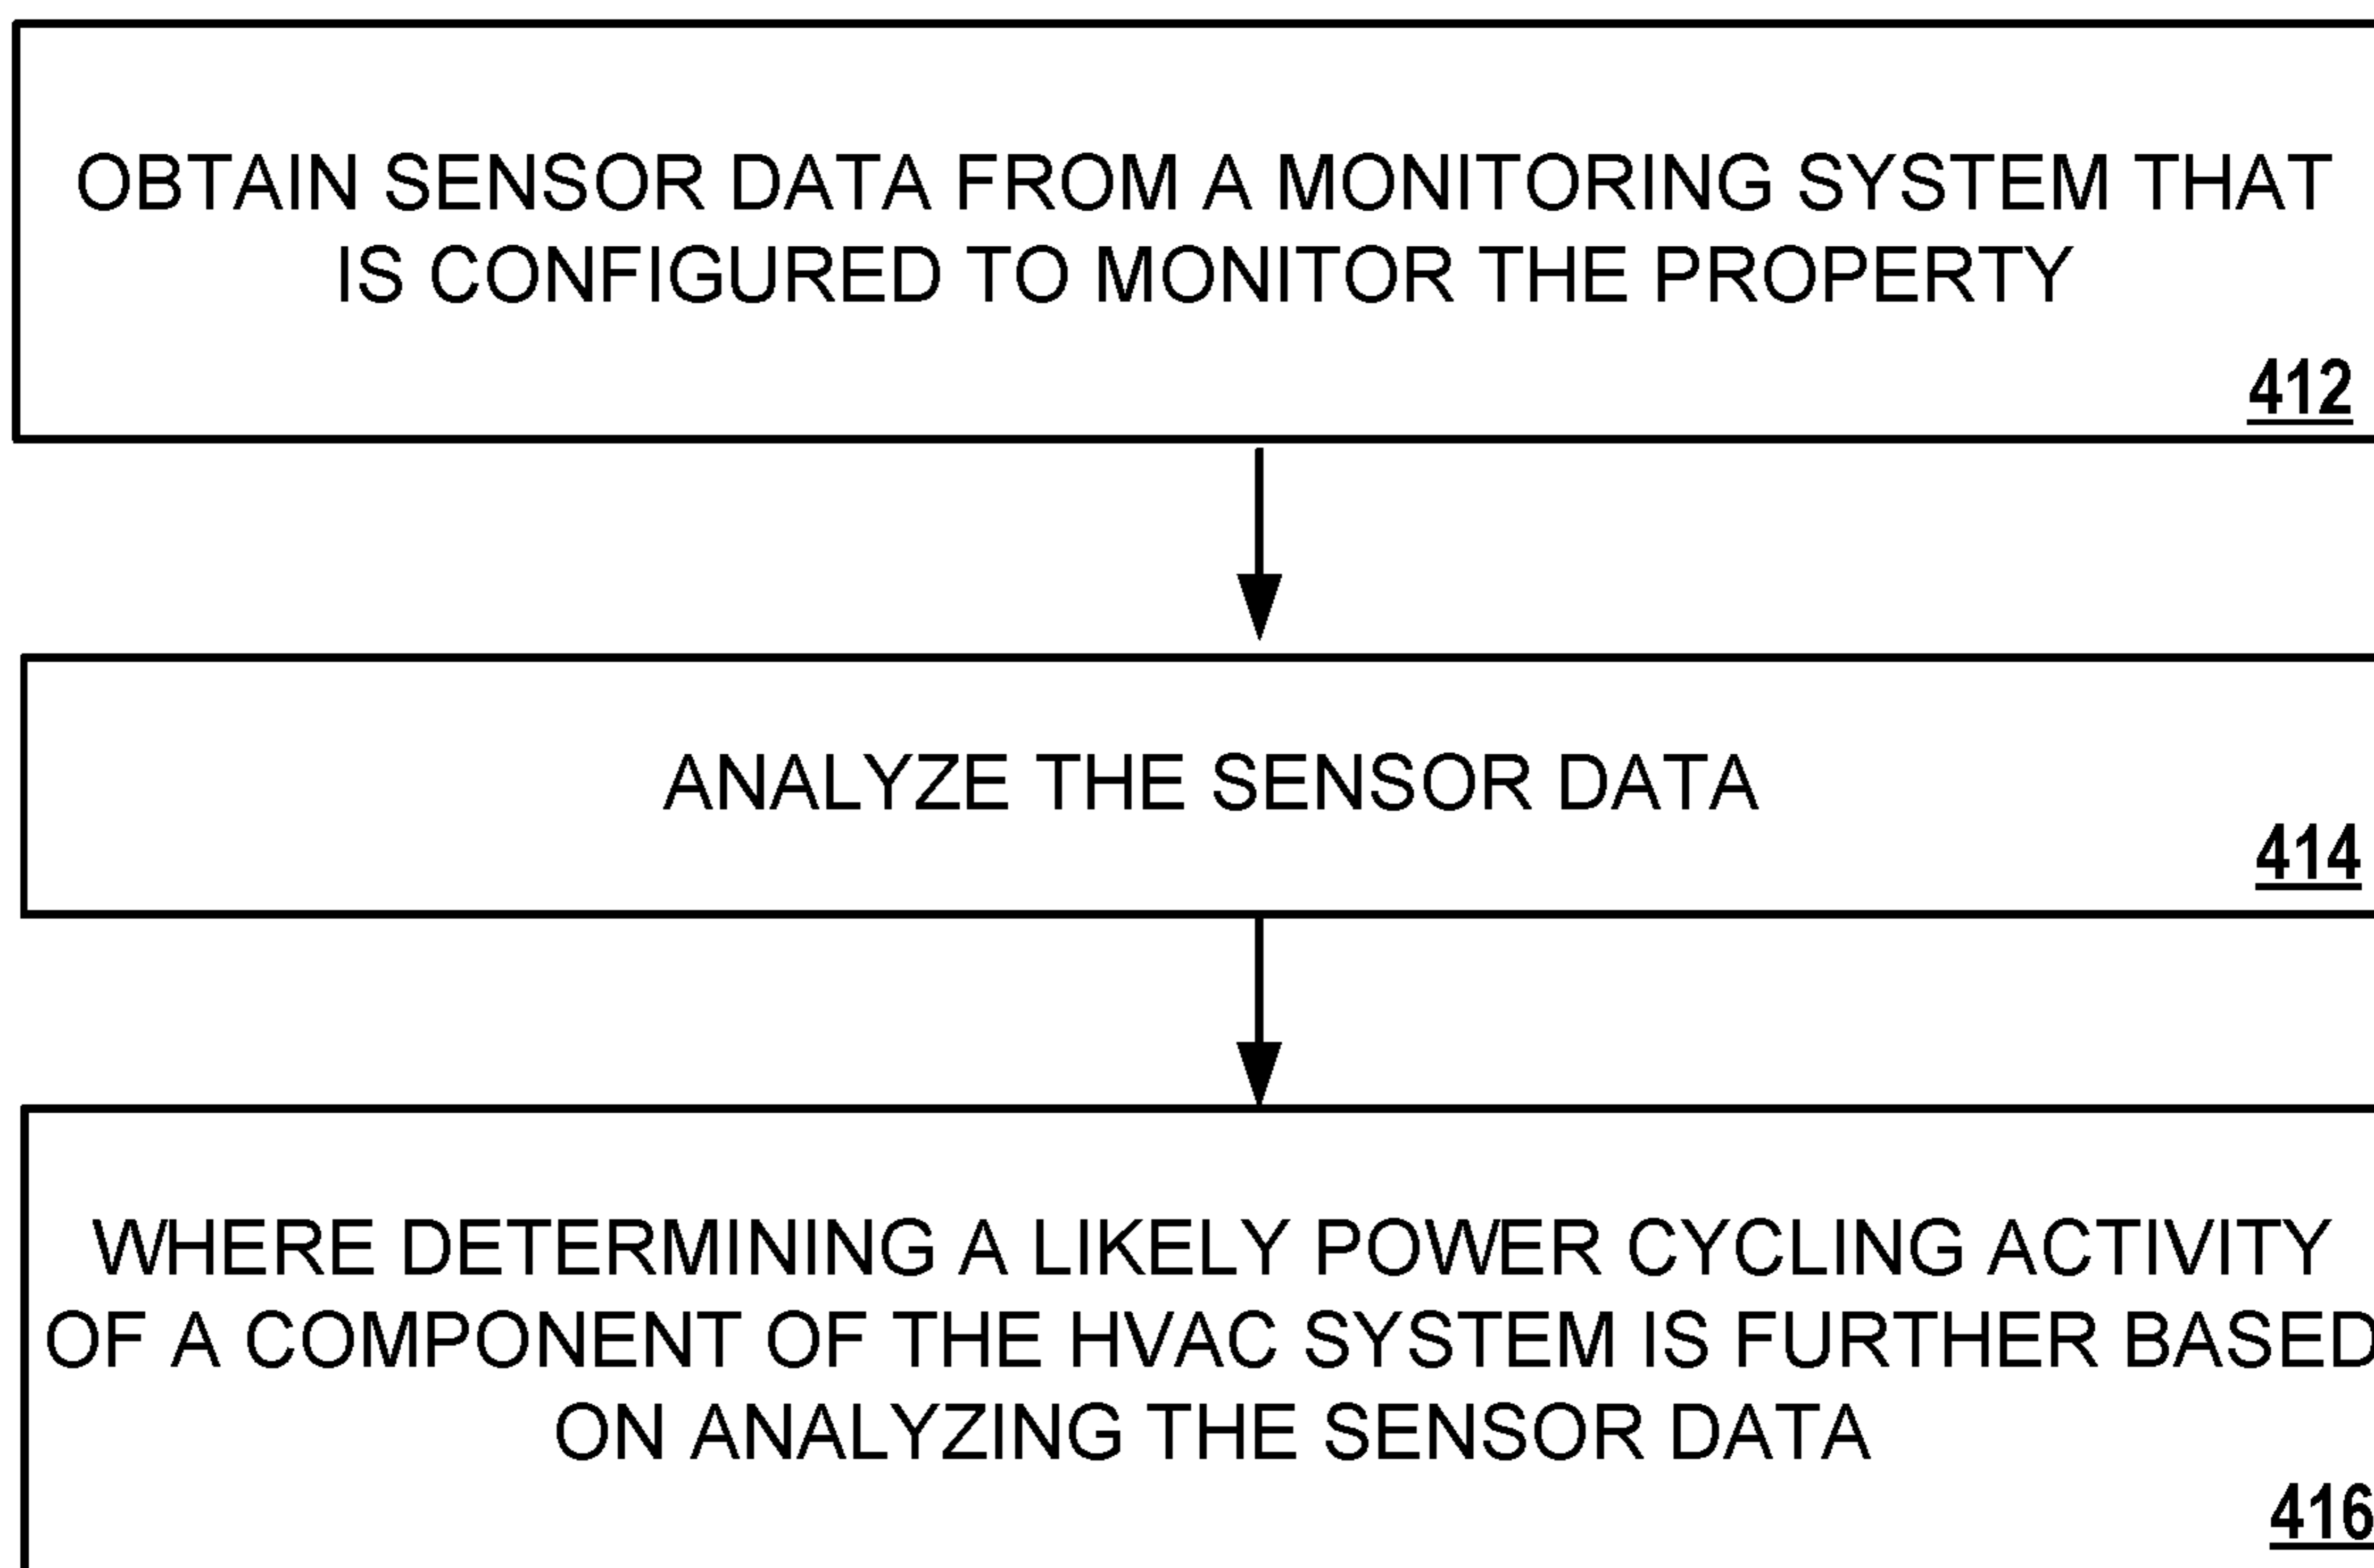 OBTAIN SENSOR DATA FROM A MONITORING SYSTEM THAT
IS CONFIGURED TO MONITOR THE PROPERTY
412
ANALYZE THE SENSOR DATA
414
WHERE DETERMINING A LIKELY POWER CYCLING ACTIVITY
OF A COMPONENT OF THE HVAC SYSTEM IS FURTHER BASED
ON ANALYZING THE SENSOR DATA
416